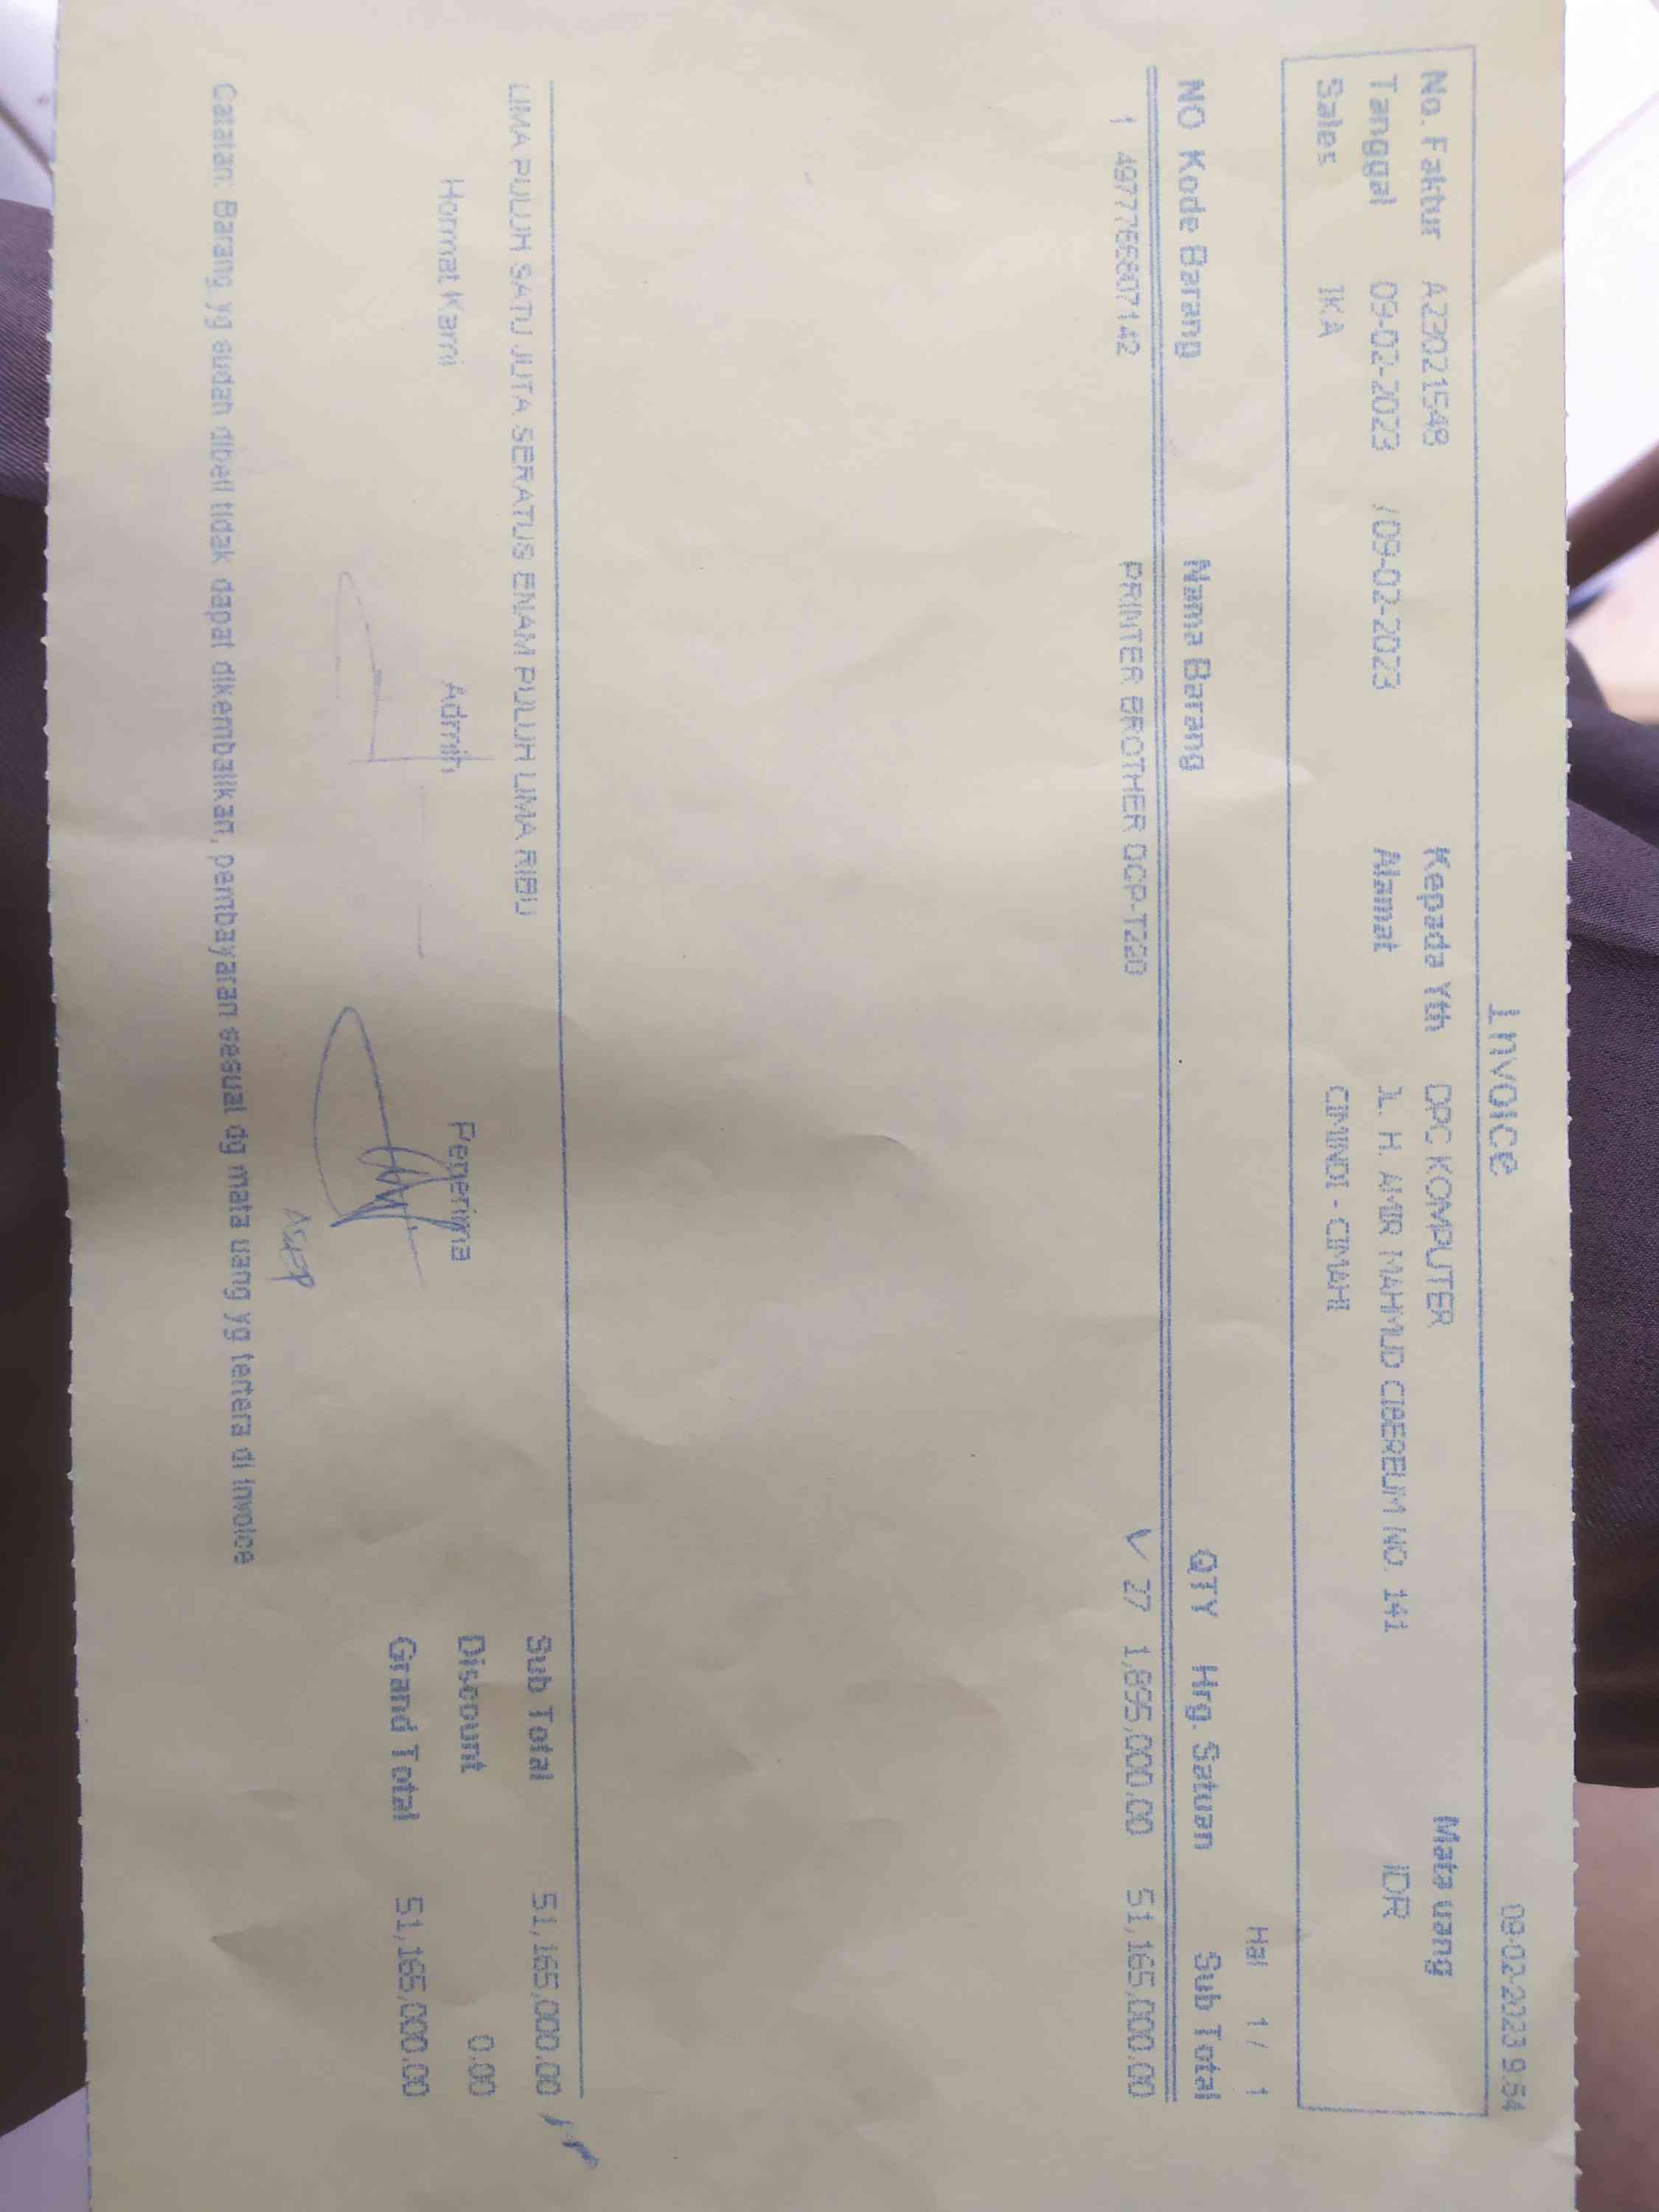 Invoice
09-02-2023 9:54
No. Faktur A23021548 Kepada Yth DPC KOMPUTER Mata uang
Tanggal 09-02-2023 / 09-02-2023 Alamat JL. H. AMIR MAHMUD CIBEREUM NO. 141 IDR
Sales IKA CIMINDI - CIMAHI
Hal 1 / 1
NO Kode Barang Nama Barang QTY Hrg. Satuan Sub Total
1 4977766807142 PRINTER BROTHER DCP-T220 27 1,895,000.00 51,165,000.00
LIMA PULUH SATU JUTA SERATUS ENAM PULUH LIMA RIBU Sub Total 51,165,000.00
Hormat Kami Admin Penerima Discount 0.00
Grand Total 51,165,000.00
Asep
Catatan: Barang yg sudah dibeli tidak dapat dikembalikan, pembayaran sesuai dg mata uang yg tertera di invoice